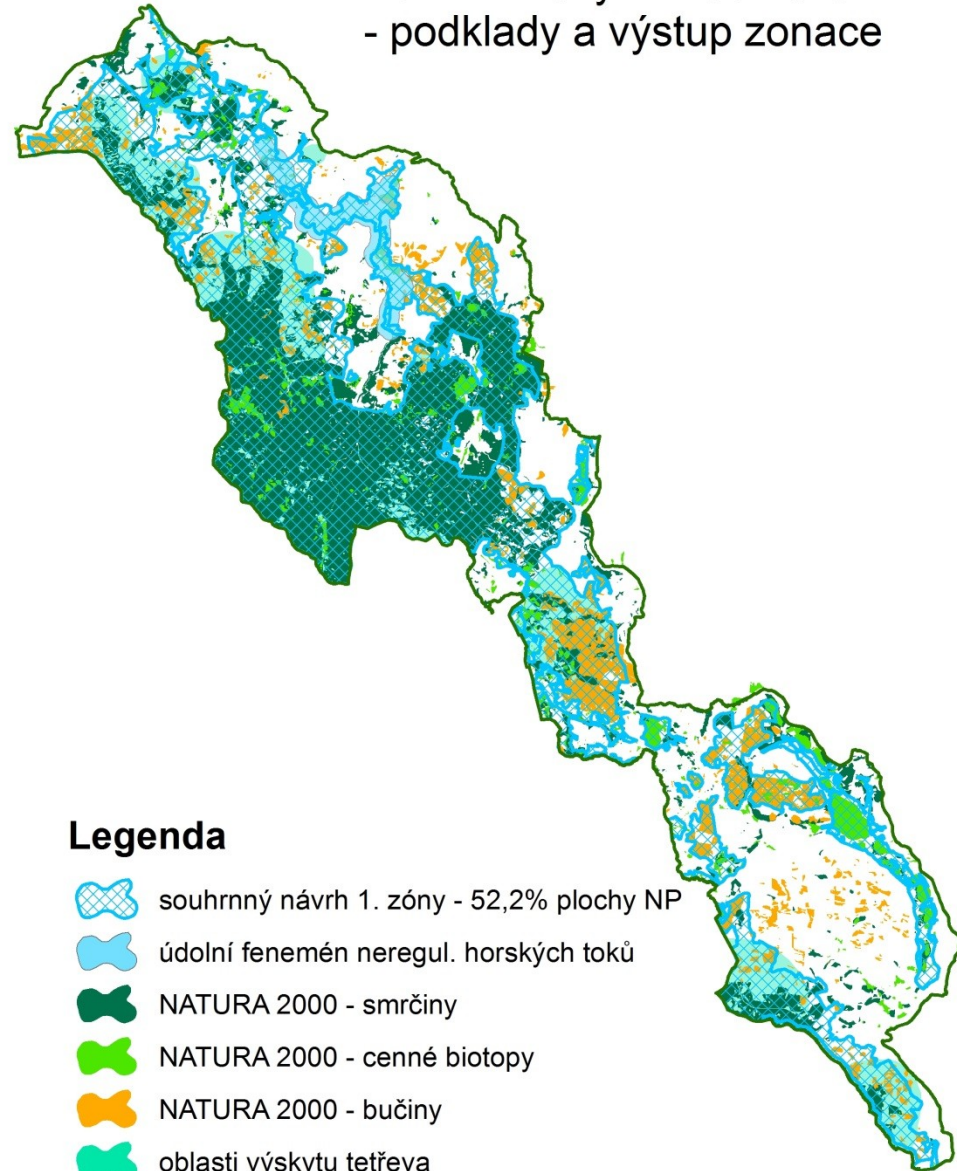 - podklady a výstup zonace
Legenda
souhrnný návrh 1. zóny - 52,2% plochy NP
údolní fenemén neregul. horských toků
NATURA 2000 - smrčiny
NATURA 2000 - cenné biotopy
NATURA 2000 - bučiny
oblasti výskytu tetřeva